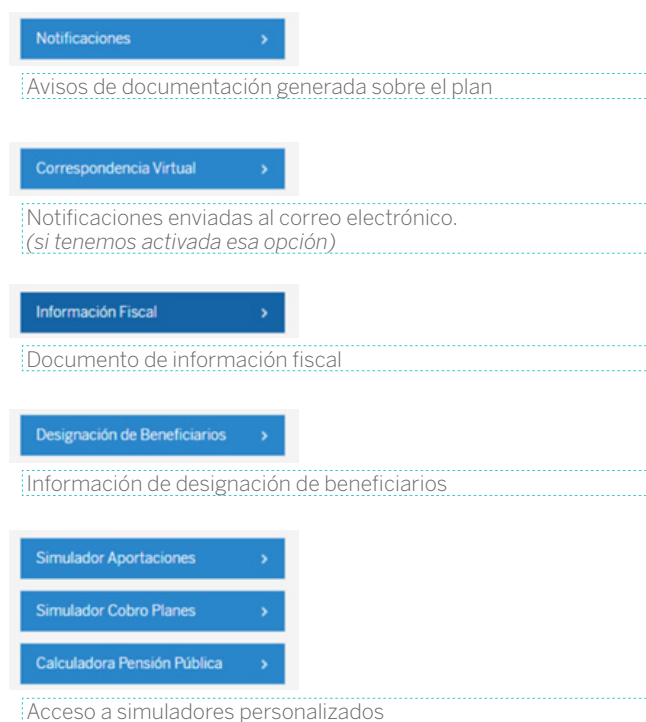 Notificaciones >
Avisos de documentación generada sobre el plan
Correspondencia Virtual >
Notificaciones enviadas al correo electrónico.
(si tenemos activada esa opción)
Información Fiscal >
Documento de información fiscal
Designación de Beneficiarios >
Información de designación de beneficiarios
Simulador Aportaciones >
Simulador Cobro Planes >
Calculadora Pensión Pública >
Acceso a simuladores personalizados